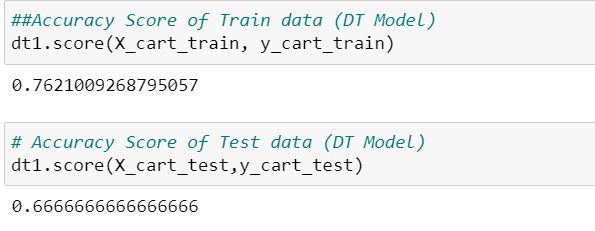 ##Accuracy Score of Train data (DT Model)
dt1.score(X_cart_train, y_cart_train)
0.7621009268795057
# Accuracy Score of Test data (DT Model)
dt1.score(X_cart_test,y_cart_test)
0.6666666666666666